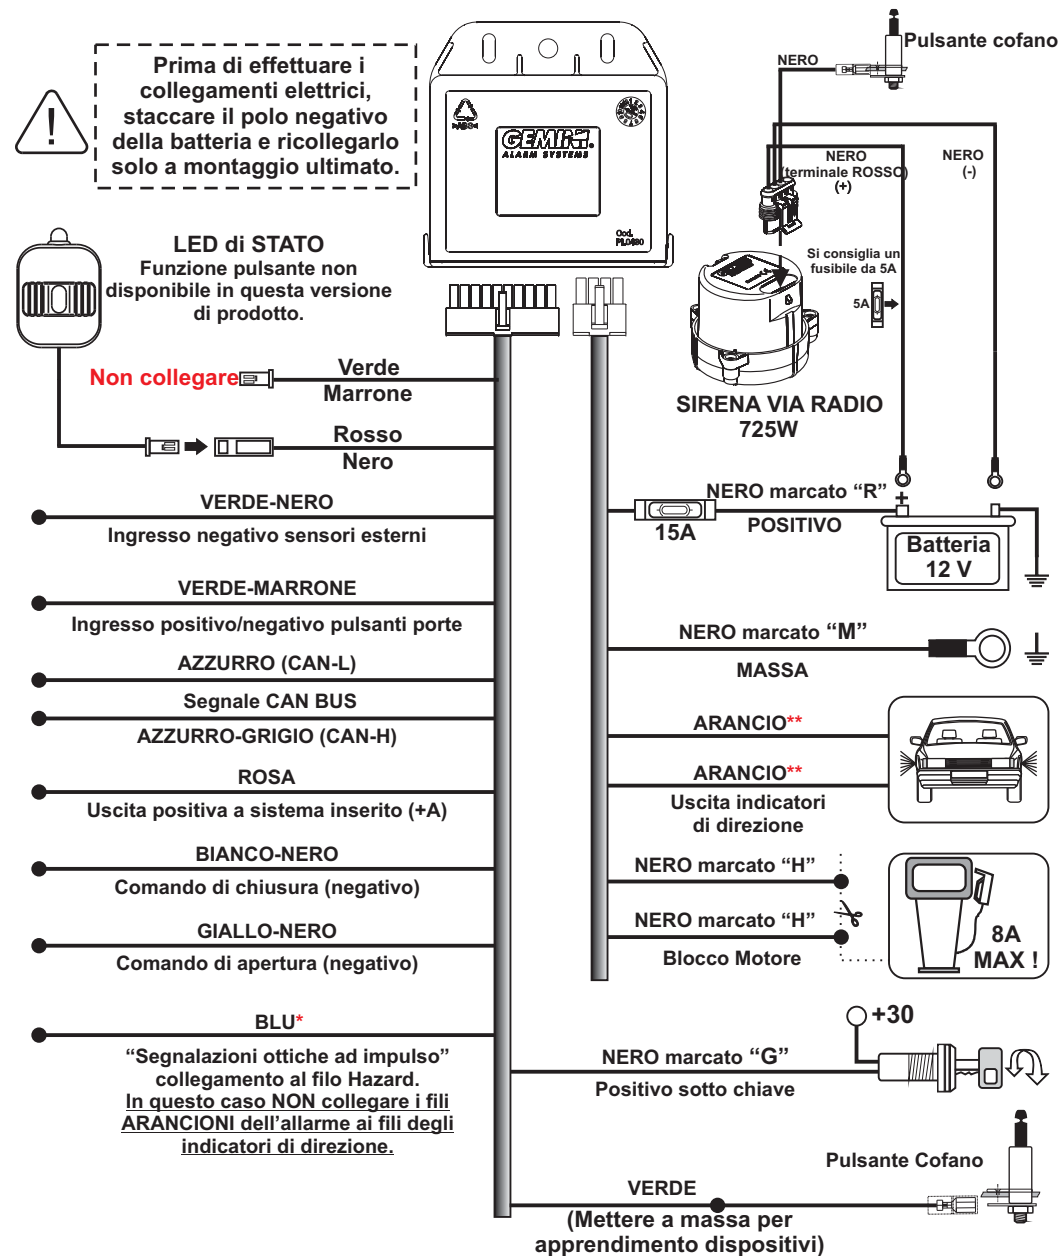 Prima di effettuare i
collegamenti elettrici,
staccare il polo negativo
della batteria e ricollegarlo
solo a montaggio ultimato.
!
>ABS<
GEMINI.
ALARM SYSTEMS
Cod.
Pulsante cofano
NERO
NERO
(terminale ROSSO)
(+)
NERO
(-)
Si consiglia un
fusibile da 5A
5A
SIRENA VIA RADIO
725W
LED di STATO
Funzione pulsante non
disponibile in questa versione
di prodotto.
Non collegare
Verde
Marrone
Rosso
Nero
VERDE-NERO
Ingresso negativo sensori esterni
VERDE-MARRONE
Ingresso positivo/negativo pulsanti porte
AZZURRO (CAN-L)
Segnale CAN BUS
AZZURRO-GRIGIO (CAN-H)
ROSA
Uscita positiva a sistema inserito (+A)
BIANCO-NERO
Comando di chiusura (negativo)
GIALLO-NERO
Comando di apertura (negativo)
BLU*
“Segnalazioni ottiche ad impulso”
collegamento al filo Hazard.
In questo caso NON collegare i fili
ARANCIONI dell’allarme ai fili degli
indicatori di direzione.
NERO marcato “R”
15A
POSITIVO
+
Batteria
12 V
NERO marcato “M”
MASSA
ARANCIO**
ARANCIO**
Uscita indicatori
di direzione
NERO marcato “H”
NERO marcato “H”
Blocco Motore
8A
MAX !
+30
NERO marcato “G”
Positivo sotto chiave
Pulsante Cofano
VERDE
(Mettere a massa per
apprendimento dispositivi)